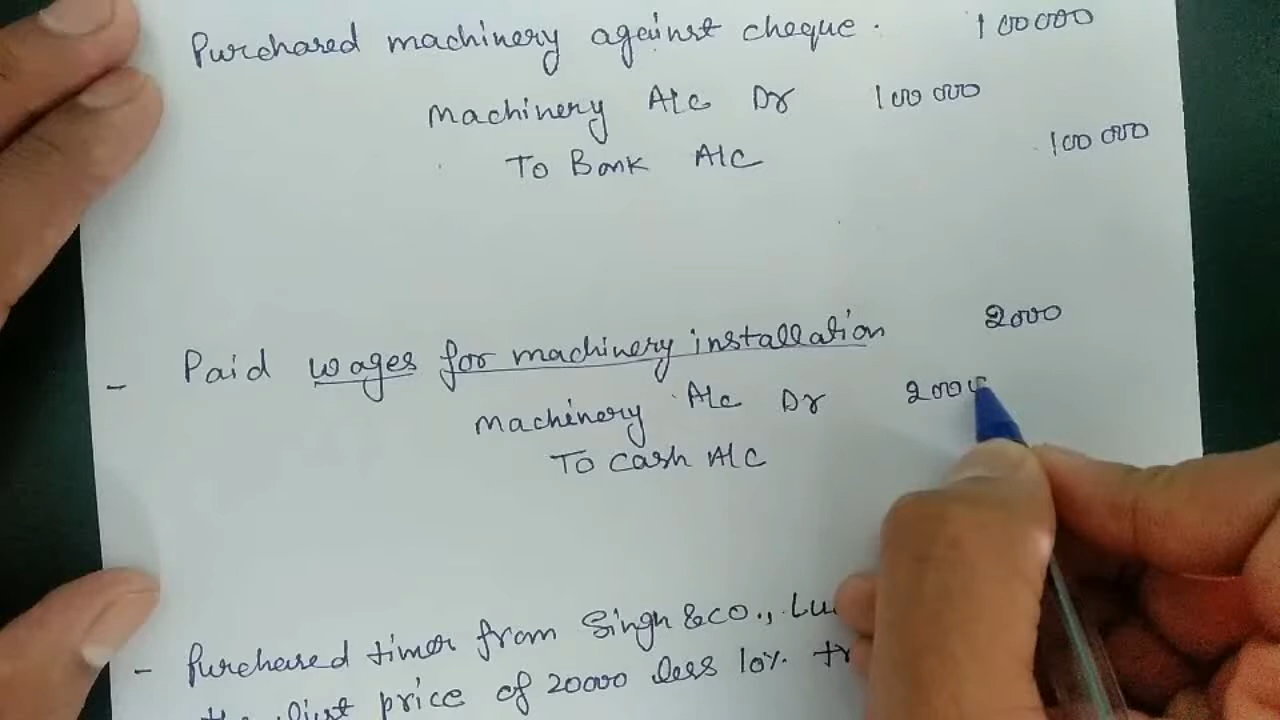 Purchased machinery against cheque. 100000
Machinery A/c Dr 100000
To Bank A/C 100000
- Paid wages for machinery installation 2000
Machinery A/c Dr 2000
To cash A/C
- Purchased timer from Singh & co.,
list price of 20000 less 10%